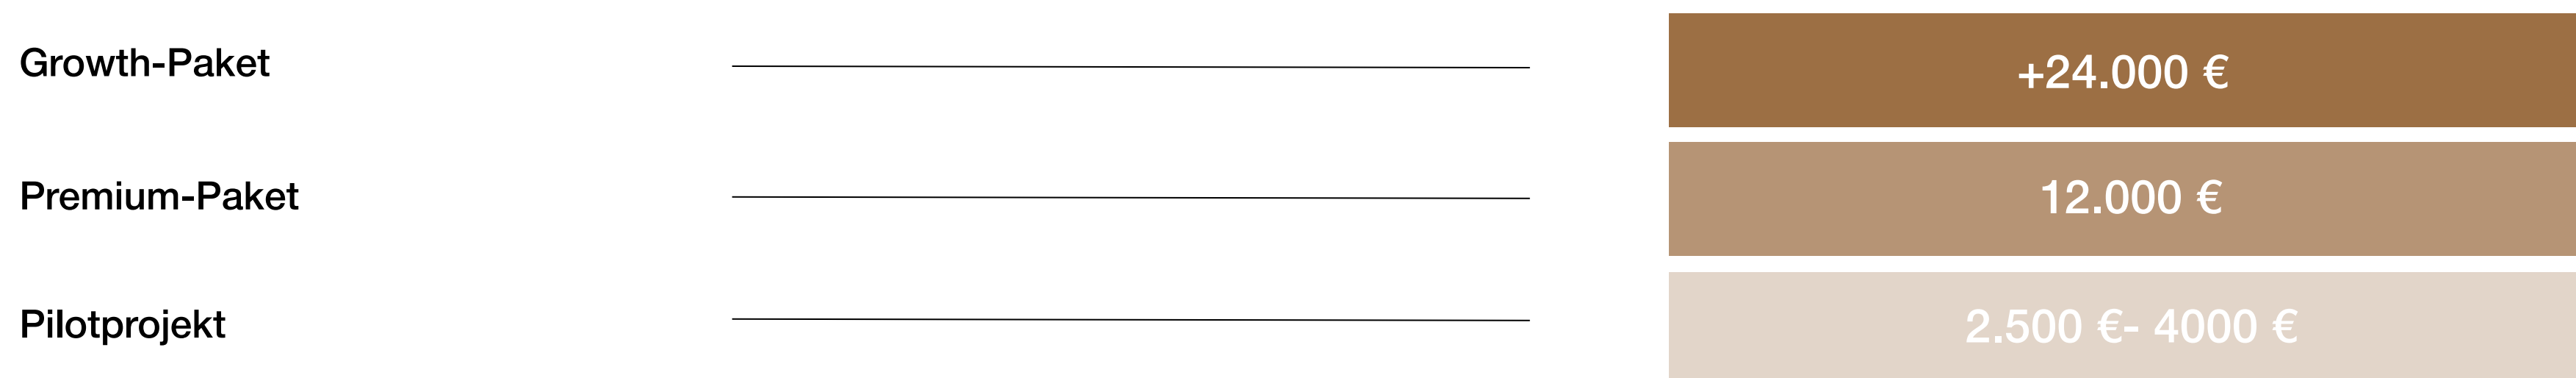 Growth-Paket +24.000 €
Premium-Paket 12.000 €
Pilotprojekt 2.500 €- 4000 €